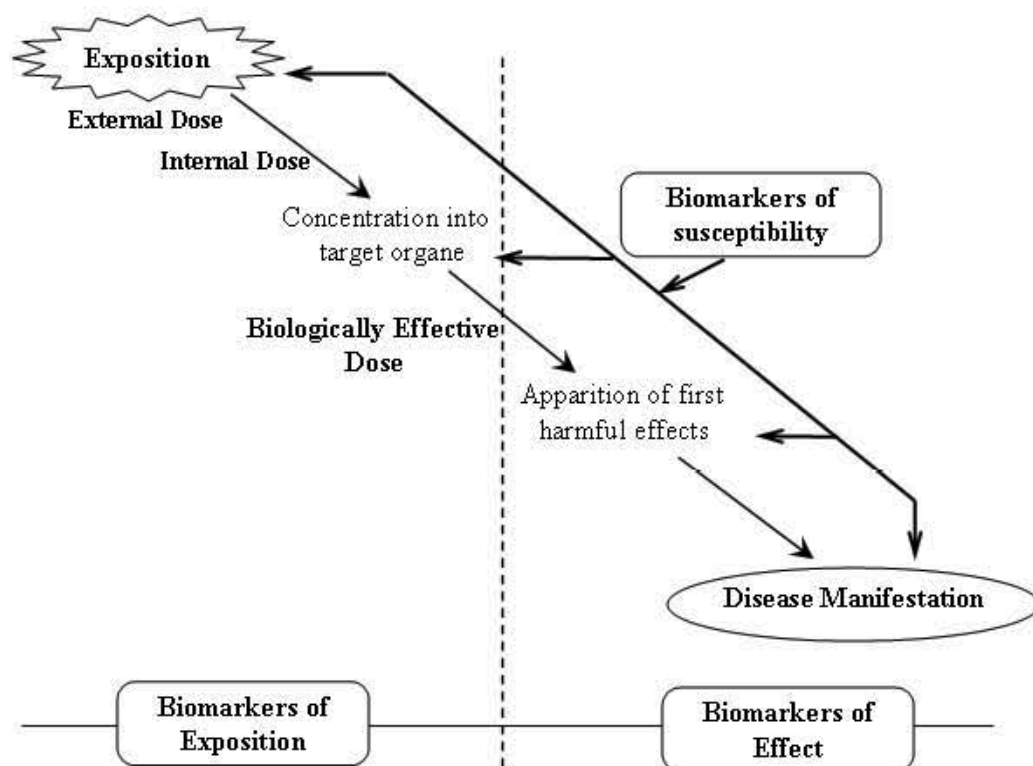 Exposition
External Dose
Internal Dose
Concentration into
target organe
Biomarkers of
susceptibility
Biologically Effective
Dose
Apparition of first
harmful effects
Disease Manifestation
Biomarkers of
Exposition
Biomarkers of
Effect